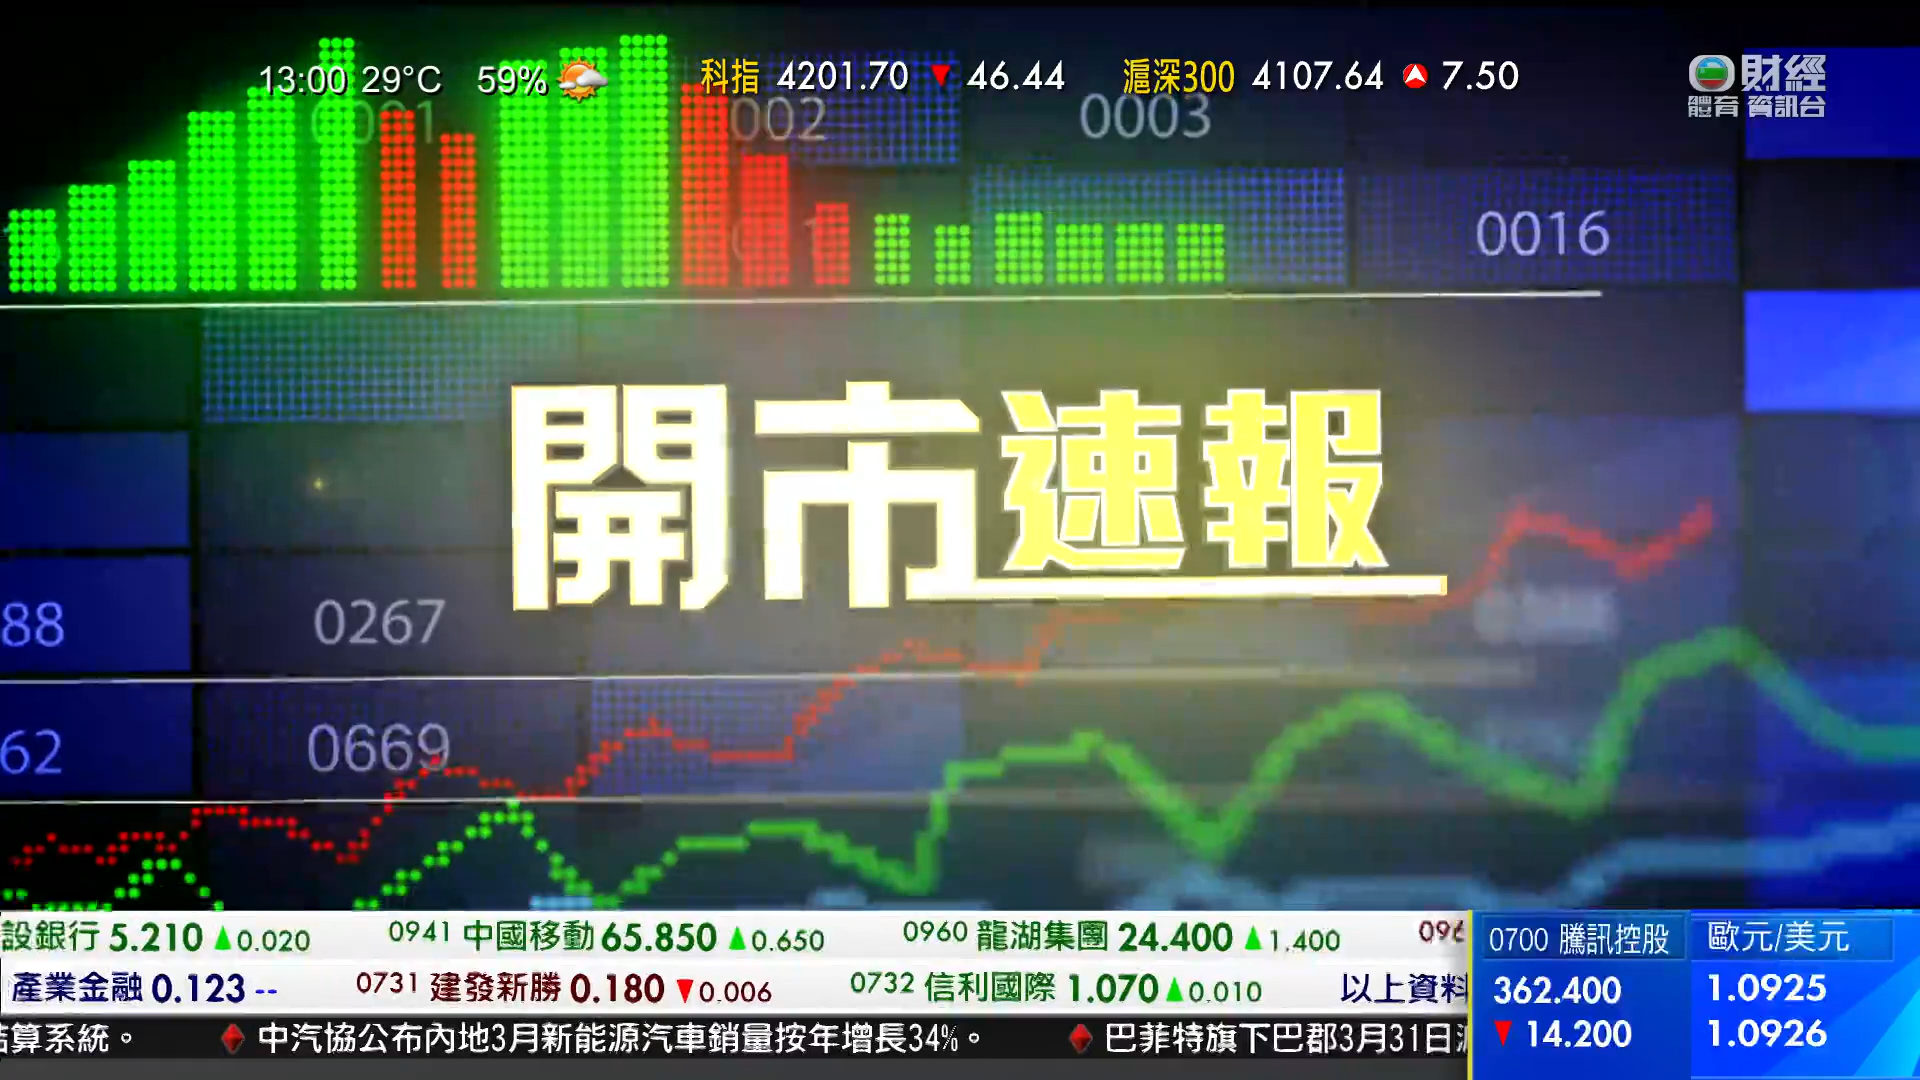 13:00 29°C 59% 科指 4201.70 ▼ 46.44 滬深300 4107.64 ▲ 7.50
財經
體育 資訊台
0001 002 0003
0016
開市速報
88 0267
62 0669
設銀行 5.210 ▲0.020 0941 中國移動 65.850 ▲0.650 0960 龍湖集團 24.400 ▲1.400 096
產業金融 0.123 -- 0731 建發新勝 0.180 ▼0.006 0732 信利國際 1.070 ▲0.010 以上資料
結算系統。 ◆ 中汽協公布內地3月新能源汽車銷量按年增長34%。 ◆ 巴菲特旗下巴郡3月31日
0700 騰訊控股
362.400
▼ 14.200
歐元/美元
1.0925
1.0926